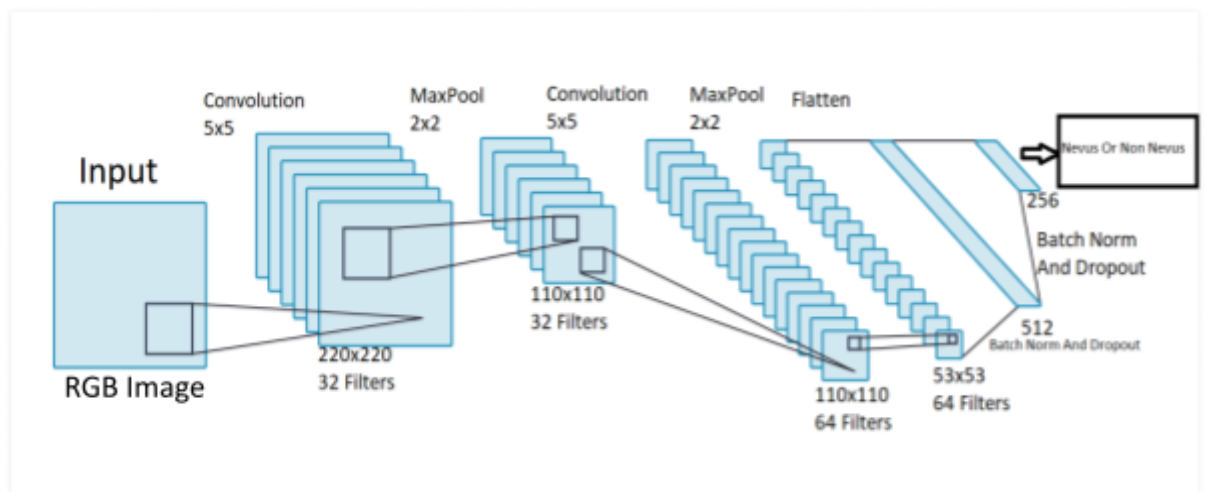 Input
RGB Image
Convolution
5x5
220x220
32 Filters
MaxPool
2x2
110x110
32 Filters
Convolution
5x5
110x110
64 Filters
MaxPool
2x2
53x53
64 Filters
Flatten
512
Batch Norm And Dropout
256
Batch Norm
And Dropout
Nevus Or Non Nevus